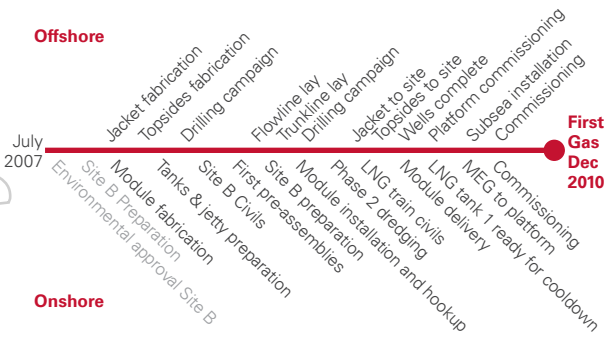 Offshore
Jacket fabrication
Topsides fabrication
Drilling campaign
Flowline lay
Trunkline lay
Drilling campaign
Jacket to site
Topsides to site
Wells complete
Platform commissioning
Subsea installation
Commissioning
July
2007
First
Gas
Dec
2010
Environmental approval Site B
Site B Preparation
Module fabrication
Tanks & jetty preparation
Site B Civils
First pre-assemblies
Site B preparation
Module installation and hookup
Phase 2 dredging
LNG train civils
Module delivery
LNG tank 1 ready for cooldown
MEG to platform
Commissioning
Onshore